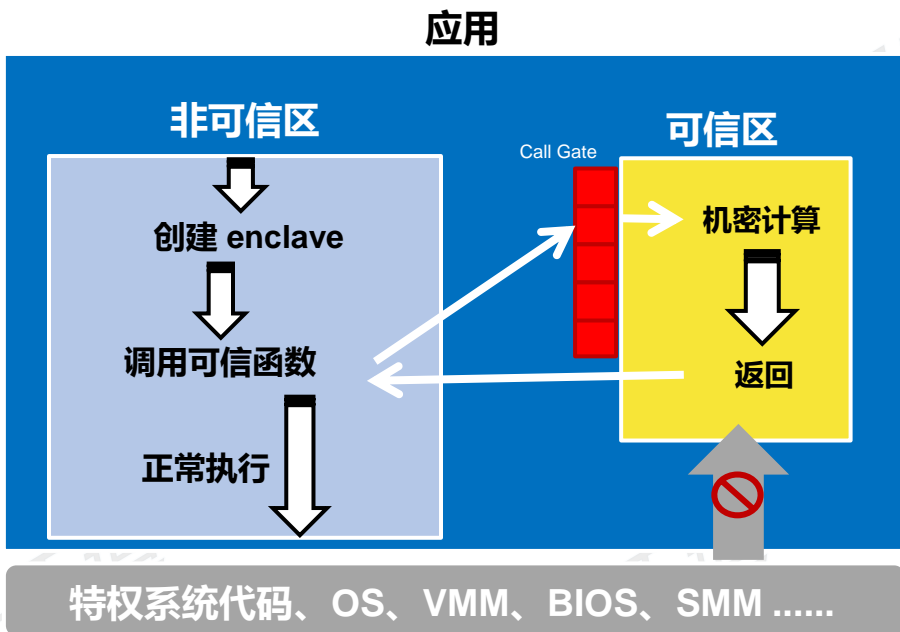 应用
非可信区
可信区
Call Gate
创建 enclave
机密计算
调用可信函数
返回
正常执行
特权系统代码、OS、VMM、BIOS、SMM ......